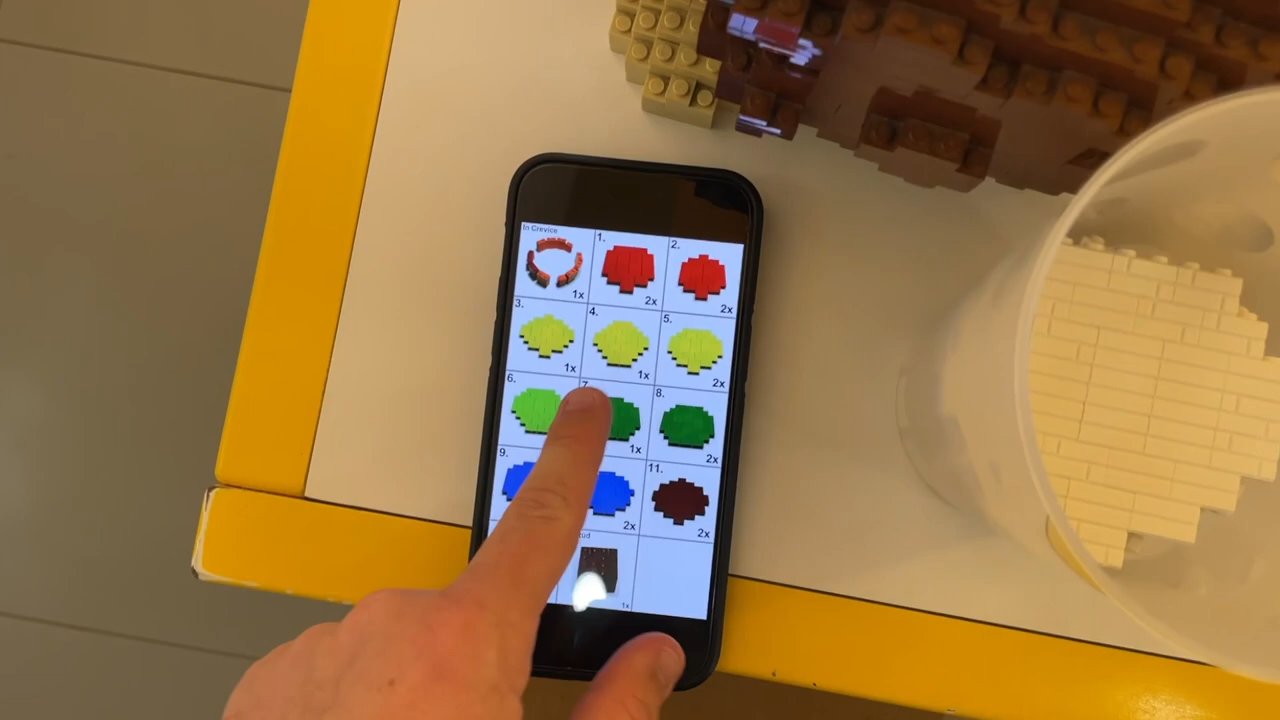 In Crevice
1x
1.
2x
2.
2x
3.
1x
4.
1x
5.
2x
6.
7.
1x
8.
2x
9.
2x
11.
2x
1x